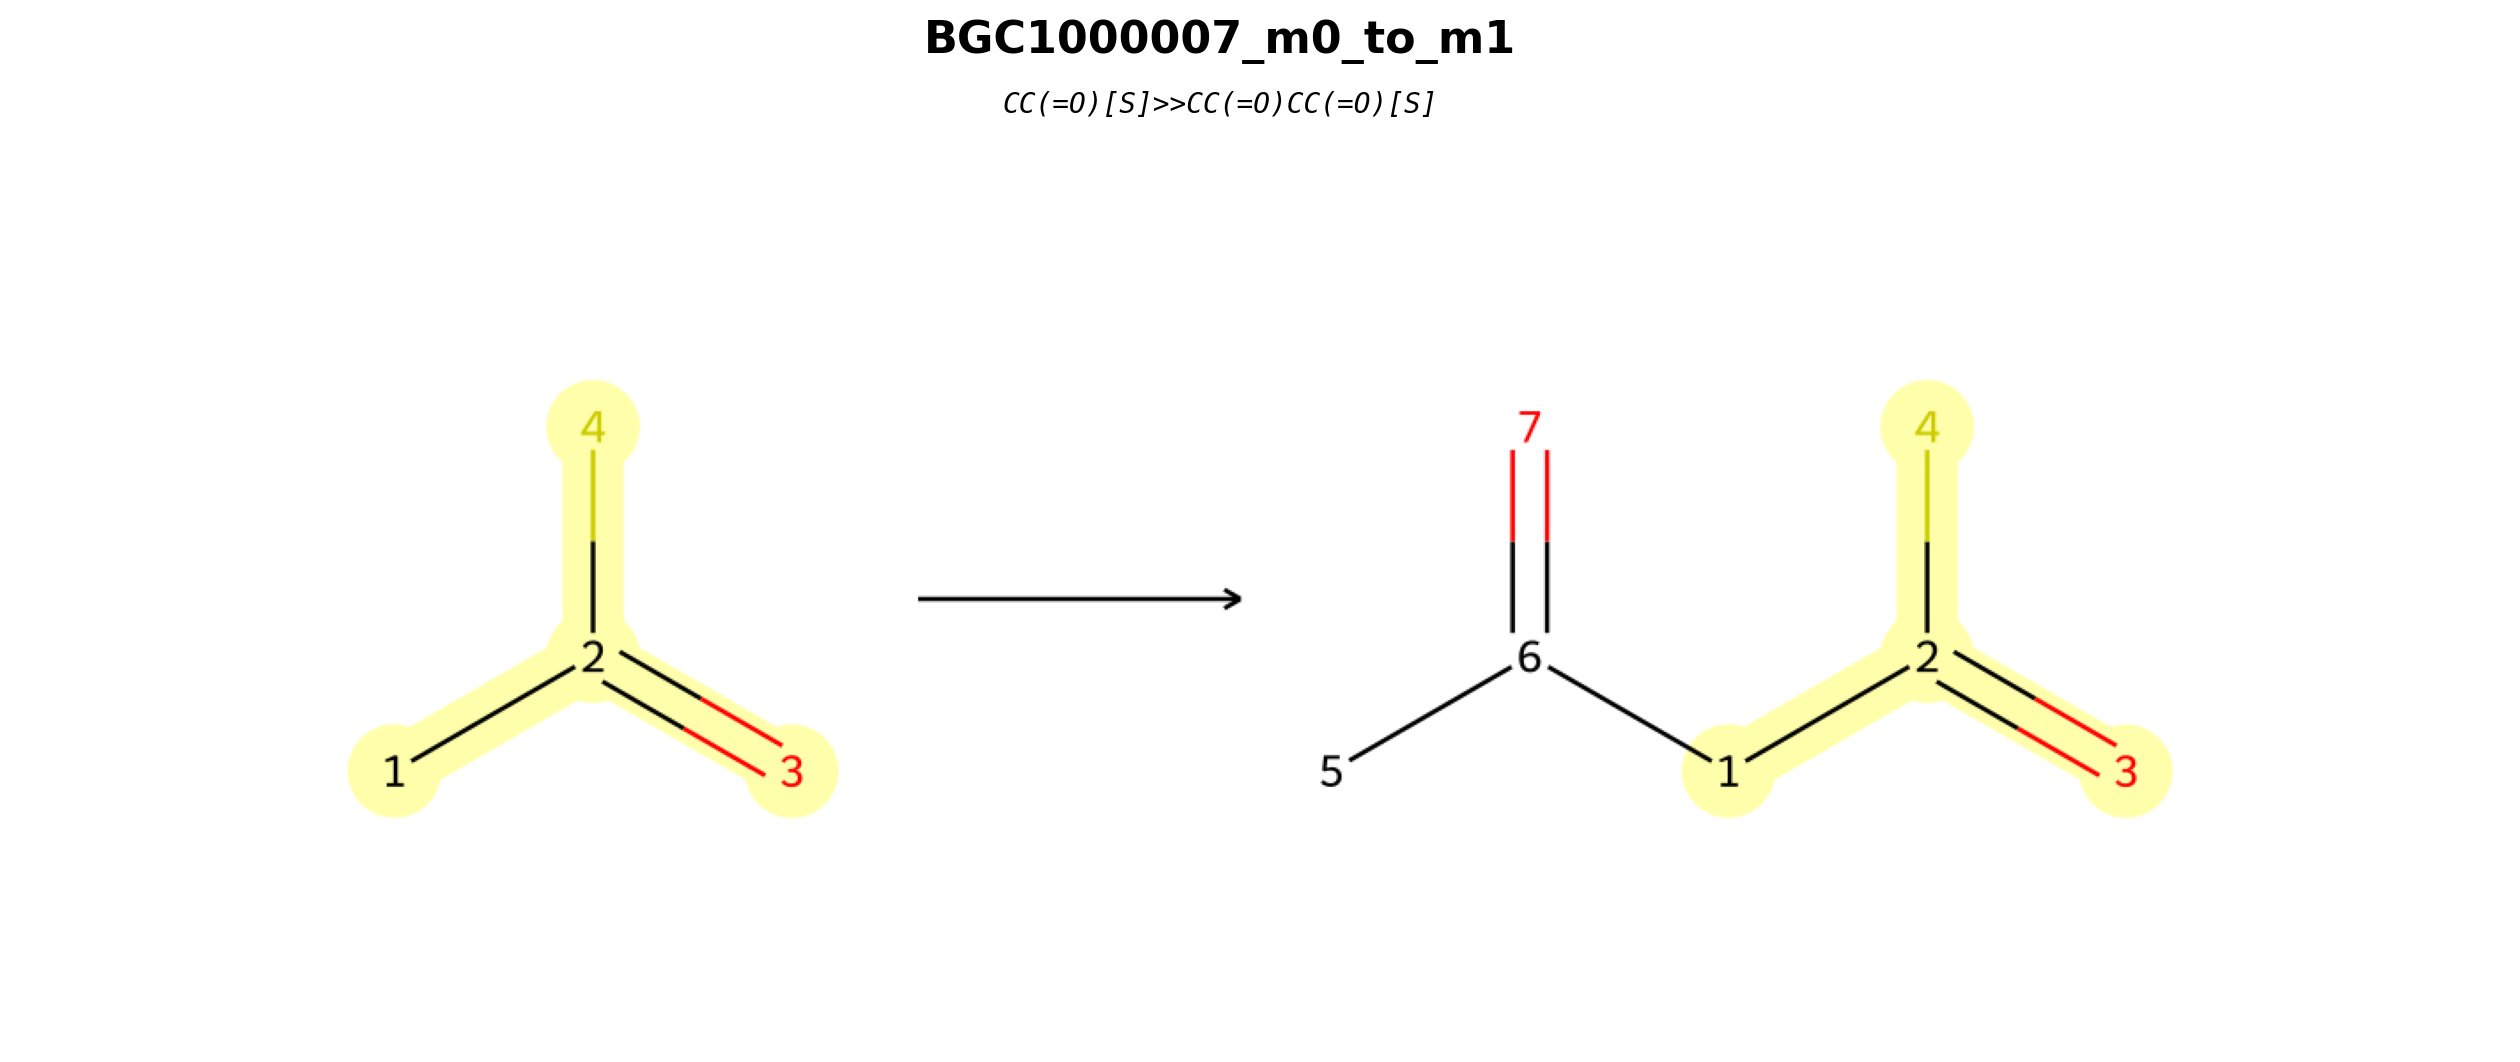 BGC1000007_m0_to_m1
CC(=O)[S]>>CC(=O)CC(=O)[S]
4 7 4
2 6 2
1 3 5 1 3